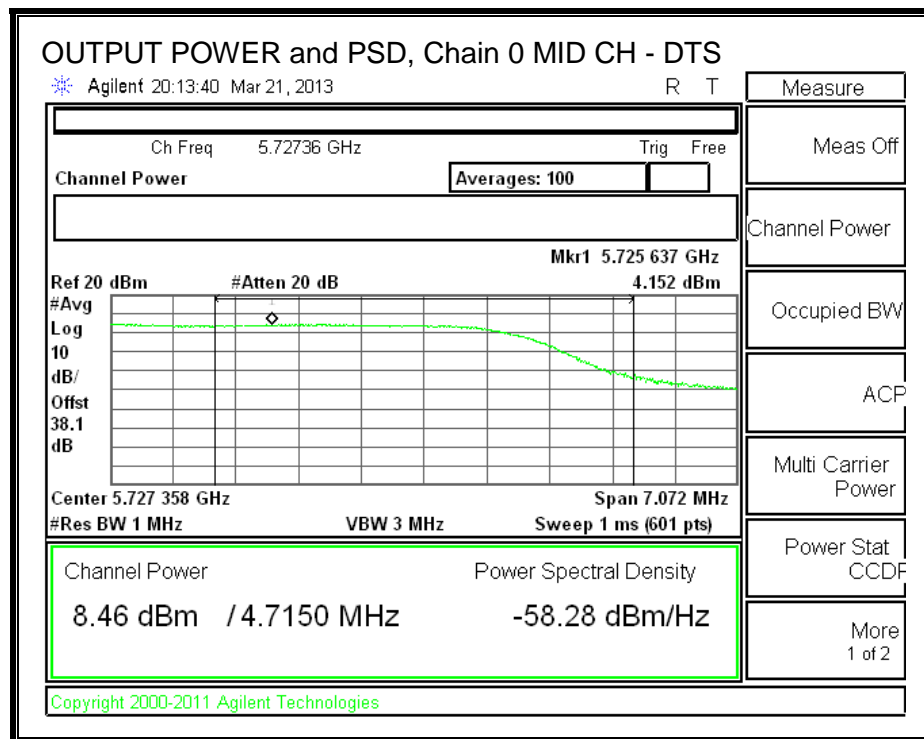 OUTPUT POWER and PSD, Chain 0 MID CH - DTS
Agilent 20:13:40 Mar 21, 2013 R T
Ch Freq 5.72736 GHz Trig Free
Channel Power Averages: 100
Mkr1 5.725 637 GHz
Ref 20 dBm #Atten 20 dB 4.152 dBm
#Avg
Log
10
dB/
Offst
38.1
dB
1
Center 5.727 358 GHz Span 7.072 MHz
#Res BW 1 MHz VBW 3 MHz Sweep 1 ms (601 pts)
Channel Power Power Spectral Density
8.46 dBm / 4.7150 MHz -58.28 dBm/Hz
Copyright 2000-2011 Agilent Technologies
Measure
Meas Off
Channel Power
Occupied BW
ACP
Multi Carrier
Power
Power Stat
CCDF
More
1 of 2